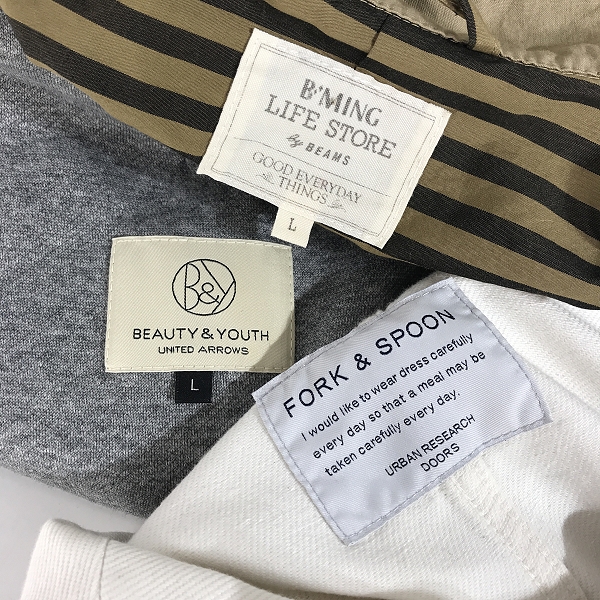 B:MING
LIFE STORE
by BEAMS
GOOD EVERYDAY
THINGS
L
B&Y
BEAUTY & YOUTH
UNITED ARROWS
L
FORK & SPOON
I would like to wear dress carefully
every day so that a meal may be
taken carefully every day.
URBAN RESEARCH
DOORS